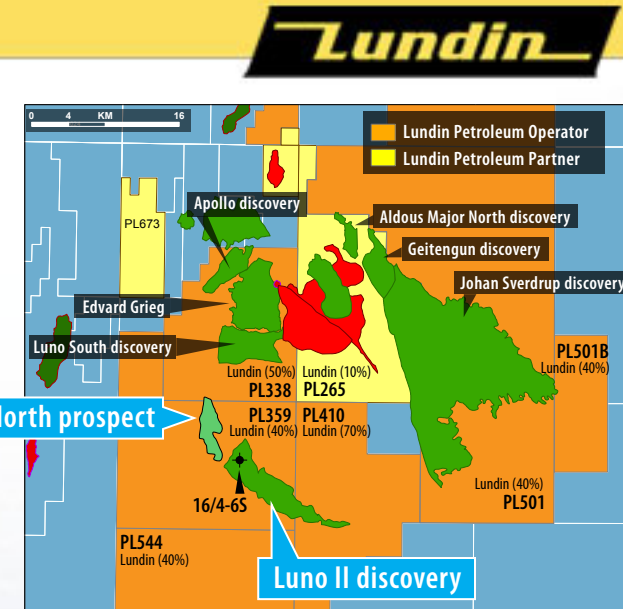 Lundin
0 4 KM 16
Lundin Petroleum Operator
Lundin Petroleum Partner
Apollo discovery
Aldous Major North discovery
PL673
Geitengun discovery
Johan Sverdrup discovery
Edvard Grieg
Luno South discovery
PL501B
Lundin (40%)
Lundin (50%)
PL338
Lundin (10%)
PL265
North prospect
PL359
Lundin (40%)
PL410
Lundin (70%)
16/4-6S
Lundin (40%)
PL501
PL544
Lundin (40%)
Luno II discovery